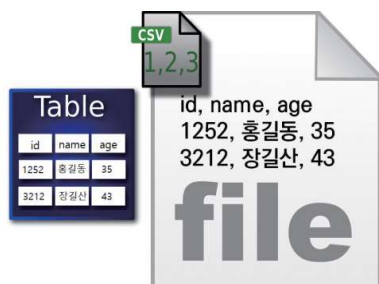 CSV
1,2,3
id, name, age
1252, 홍길동, 35
3212, 장길산, 43
file
Table
id name age
1252 홍길동 35
3212 장길산 43